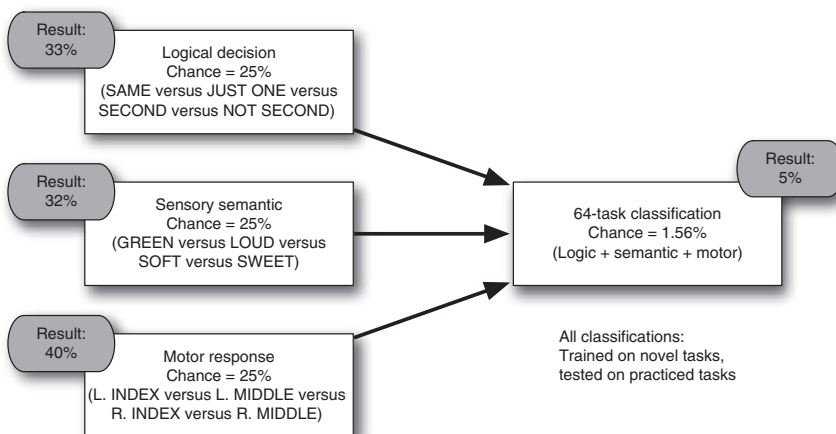 Result:
33%
Logical decision
Chance = 25%
(SAME versus JUST ONE versus
SECOND versus NOT SECOND)
Result:
32%
Sensory semantic
Chance = 25%
(GREEN versus LOUD versus
SOFT versus SWEET)
Result:
40%
Motor response
Chance = 25%
(L. INDEX versus L. MIDDLE versus
R. INDEX versus R. MIDDLE)
Result:
5%
64-task classification
Chance = 1.56%
(Logic + semantic + motor)
All classifications:
Trained on novel tasks,
tested on practiced tasks